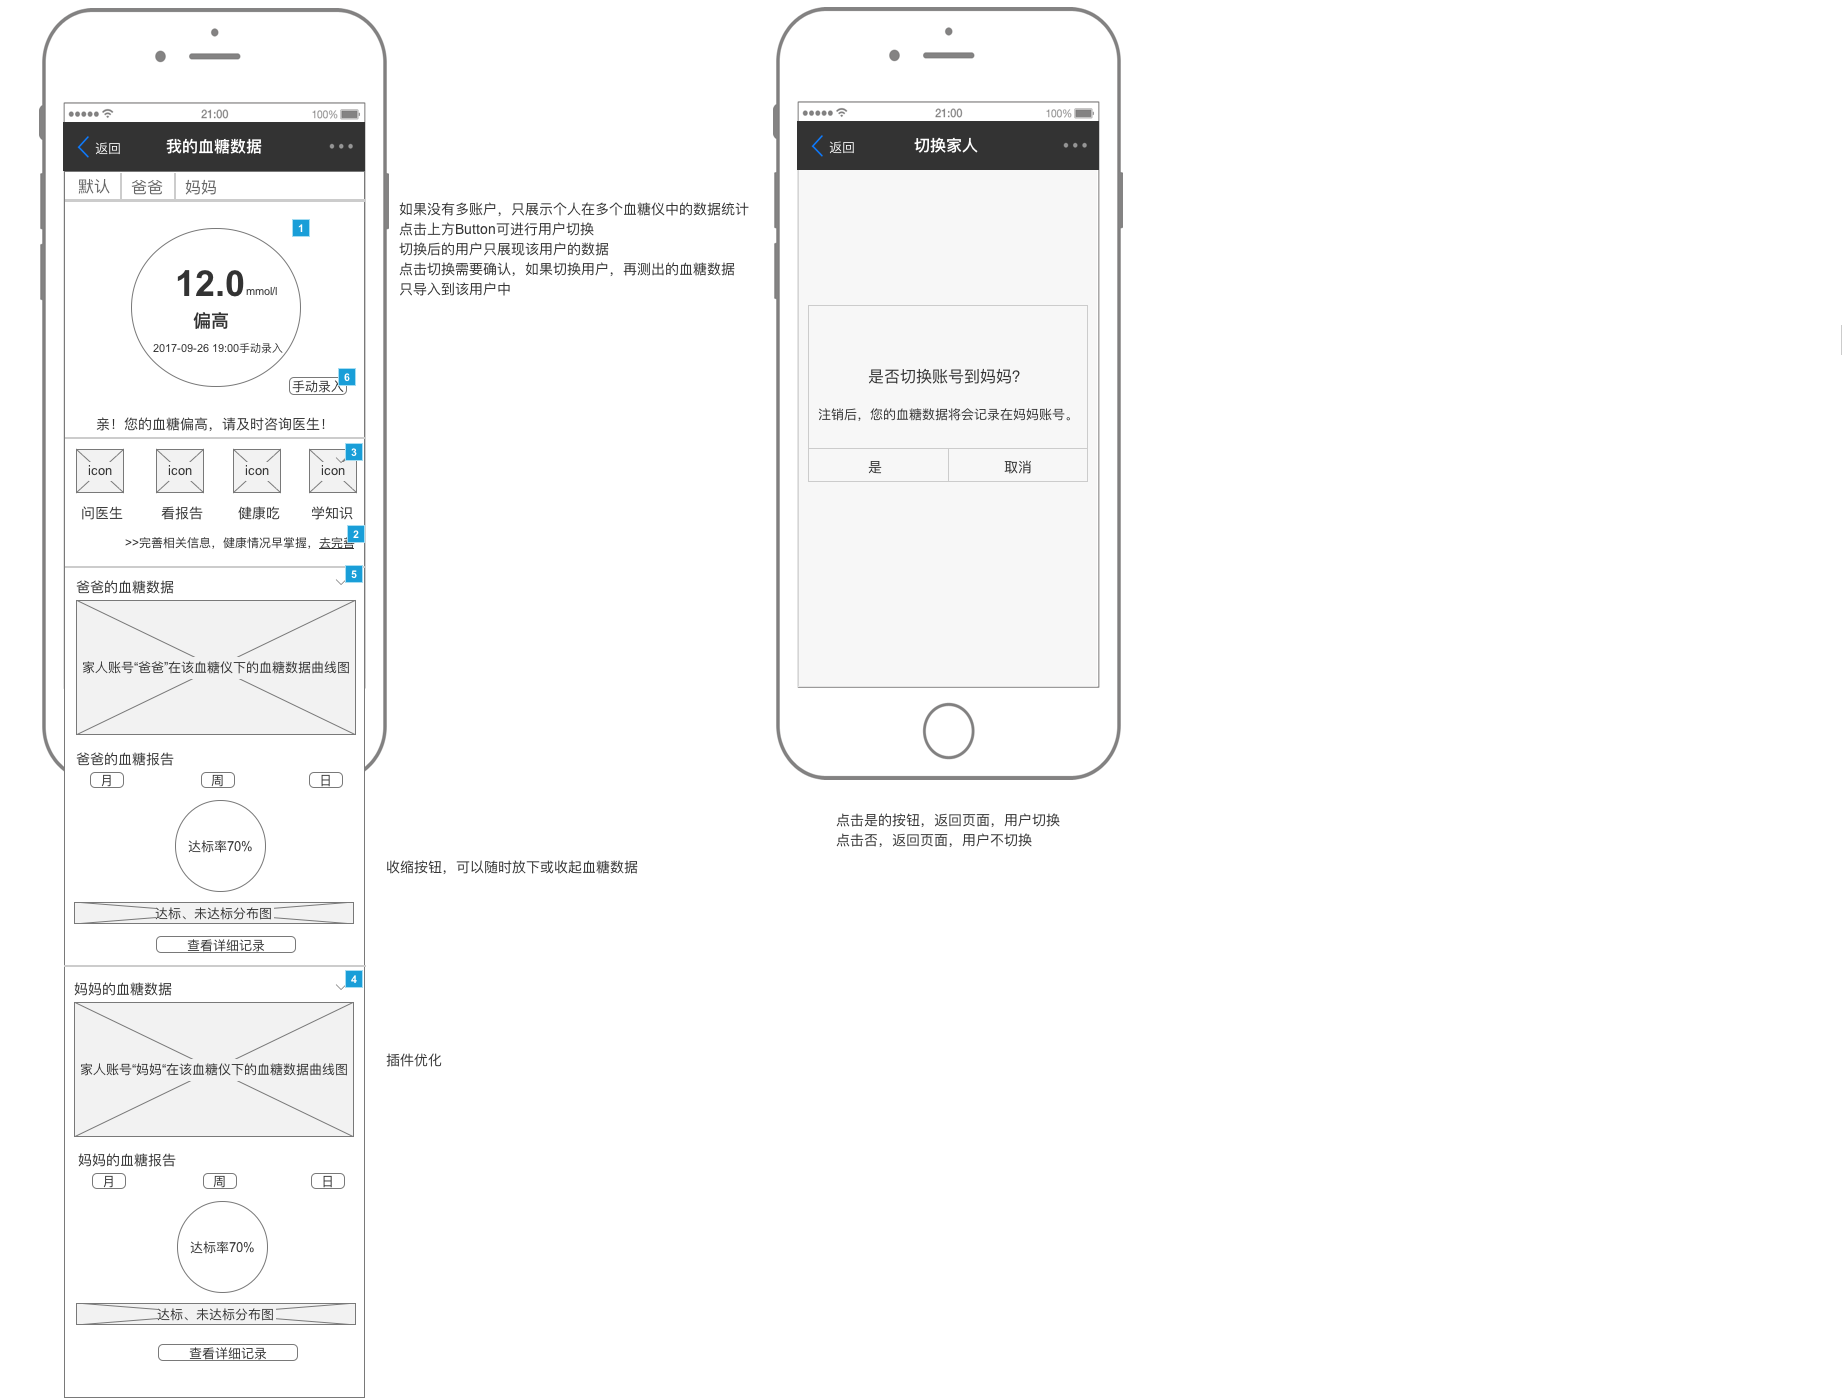 21:00
100%
返回
我的血糖数据
默认
爸爸
妈妈
1
12.0 mmol/l
偏高
2017-09-26 19:00手动录入
6
手动录入
亲！您的血糖偏高，请及时咨询医生！
3
icon
icon
icon
icon
问医生
看报告
健康吃
学知识
2
>>完善相关信息，健康情况早掌握，去完善
5
爸爸的血糖数据
家人账号“爸爸”在该血糖仪下的血糖数据曲线图
爸爸的血糖报告
月
周
日
达标率70%
达标、未达标分布图
查看详细记录
4
妈妈的血糖数据
家人账号“妈妈“在该血糖仪下的血糖数据曲线图
妈妈的血糖报告
月
周
日
达标率70%
达标、未达标分布图
查看详细记录
如果没有多账户，只展示个人在多个血糖仪中的数据统计
点击上方Button可进行用户切换
切换后的用户只展现该用户的数据
点击切换需要确认，如果切换用户，再测出的血糖数据
只导入到该用户中
收缩按钮，可以随时放下或收起血糖数据
插件优化
21:00
100%
返回
切换家人
是否切换账号到妈妈?
注销后，您的血糖数据将会记录在妈妈账号。
是
取消
点击是的按钮，返回页面，用户切换
点击否，返回页面，用户不切换